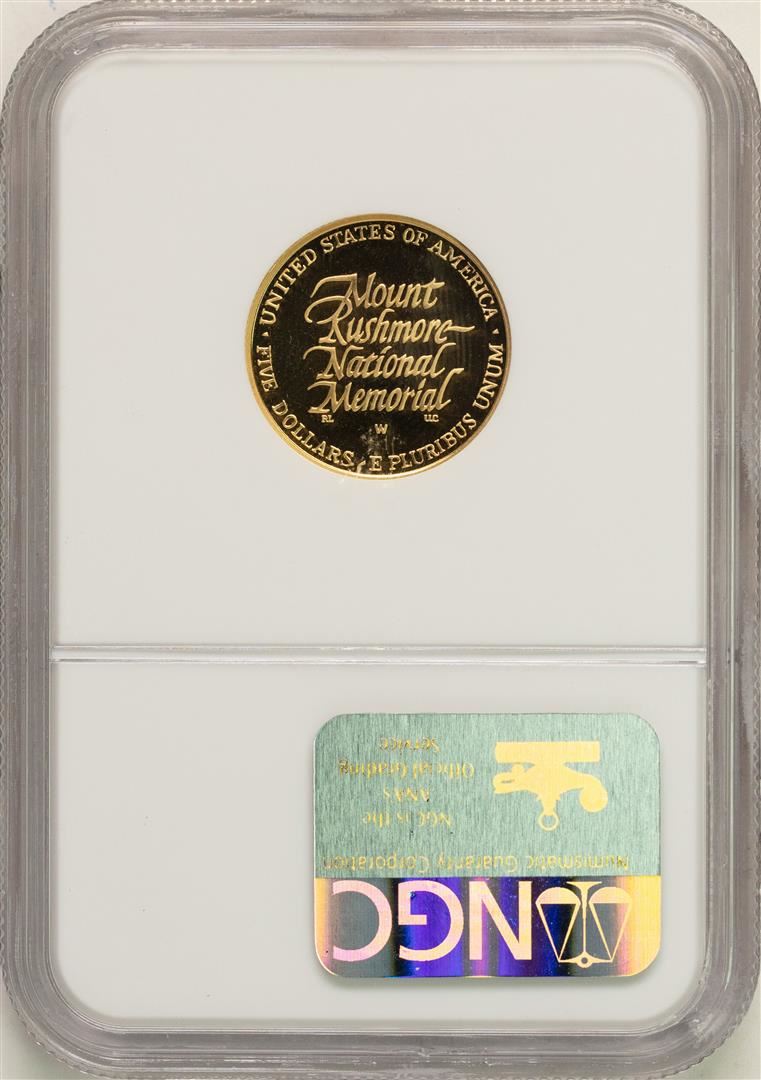 UNITED STATES OF AMERICA
Mount
Rushmore
National
Memorial
RL UC
W
FIVE DOLLARS
E PLURIBUS UNUM
NGC
Numismatic Guaranty Corporation
NGC is the
ANA's
Official Grading
Service